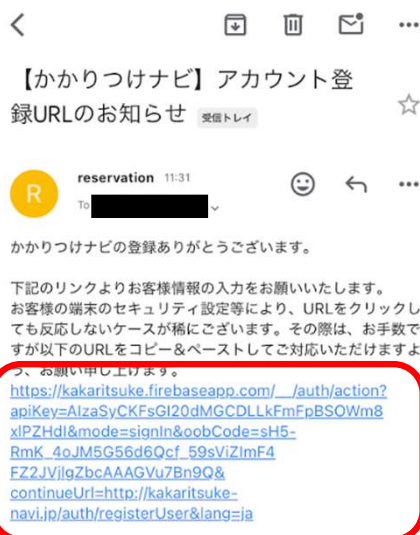 【かかりつけナビ】アカウント登
録URLのお知らせ 受信トレイ
R
reservation 11:31
To
かかりつけナビの登録ありがとうございます。
下記のリンクよりお客様情報の入力をお願いいたします。
お客様の端末のセキュリティ設定等により、URLをクリックし
ても反応しないケースが稀にございます。その際は、お手数で
すが以下のURLをコピー＆ペーストしてご対応いただけますよ
う、お願い申し上げます。
https://kakaritsuke.firebaseapp.com/__/auth/action?
apiKey=AIzaSyCKFsGI20dMGCDLLkFmFpBSOWm8
xlPZHdI&mode=signIn&oobCode=sH5-
RmK_4oJM5G56d6Qcf_59sViZlmF4
FZ2JVjlgZbcAAAGVu7Bn9Q&
continueUrl=http://kakaritsuke-
navi.jp/auth/registerUser&lang=ja